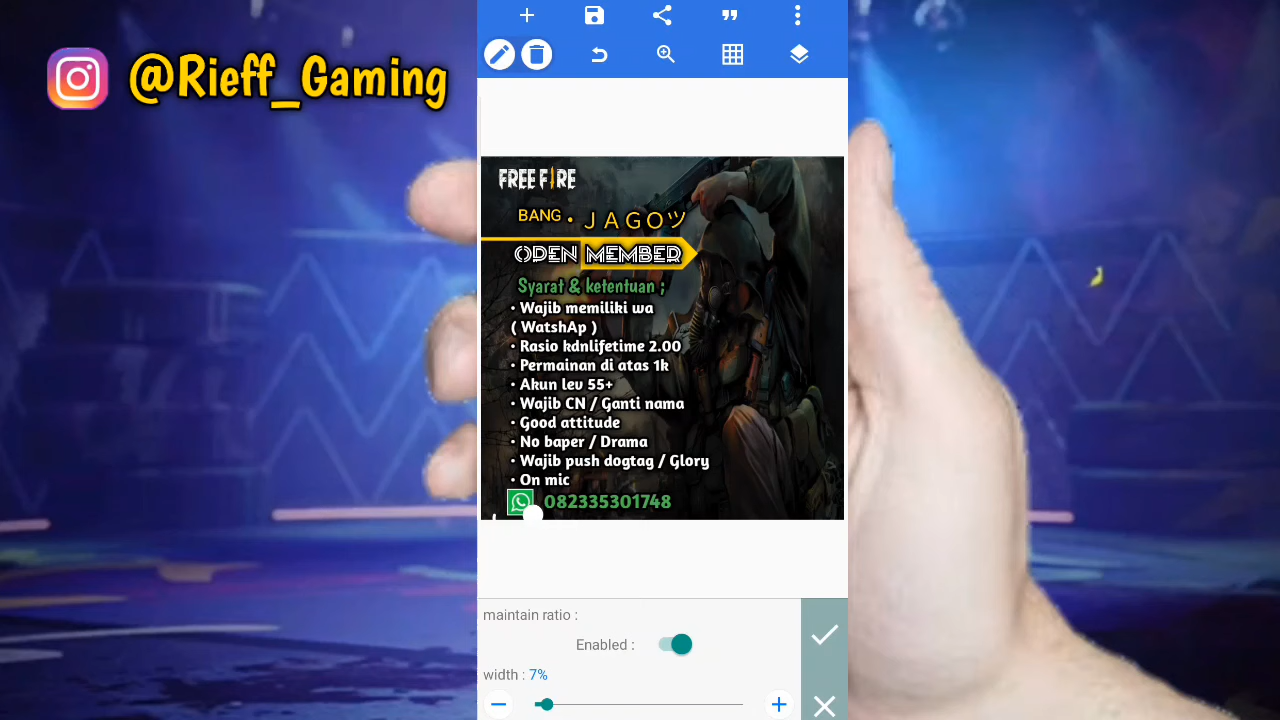 @Rieff_Gaming
FREE FIRE
BANG • ＪＡＧＯツ
OPEN MEMBER
Syarat & ketentuan ;
• Wajib memiliki wa
( WatshAp )
• Rasio kdnlifetime 2.00
• Permainan di atas 1k
• Akun lev 55+
• Wajib CN / Ganti nama
• Good attitude
• No baper / Drama
• Wajib push dogtag / Glory
• On mic
082335301748
maintain ratio :
Enabled :
width : 7%